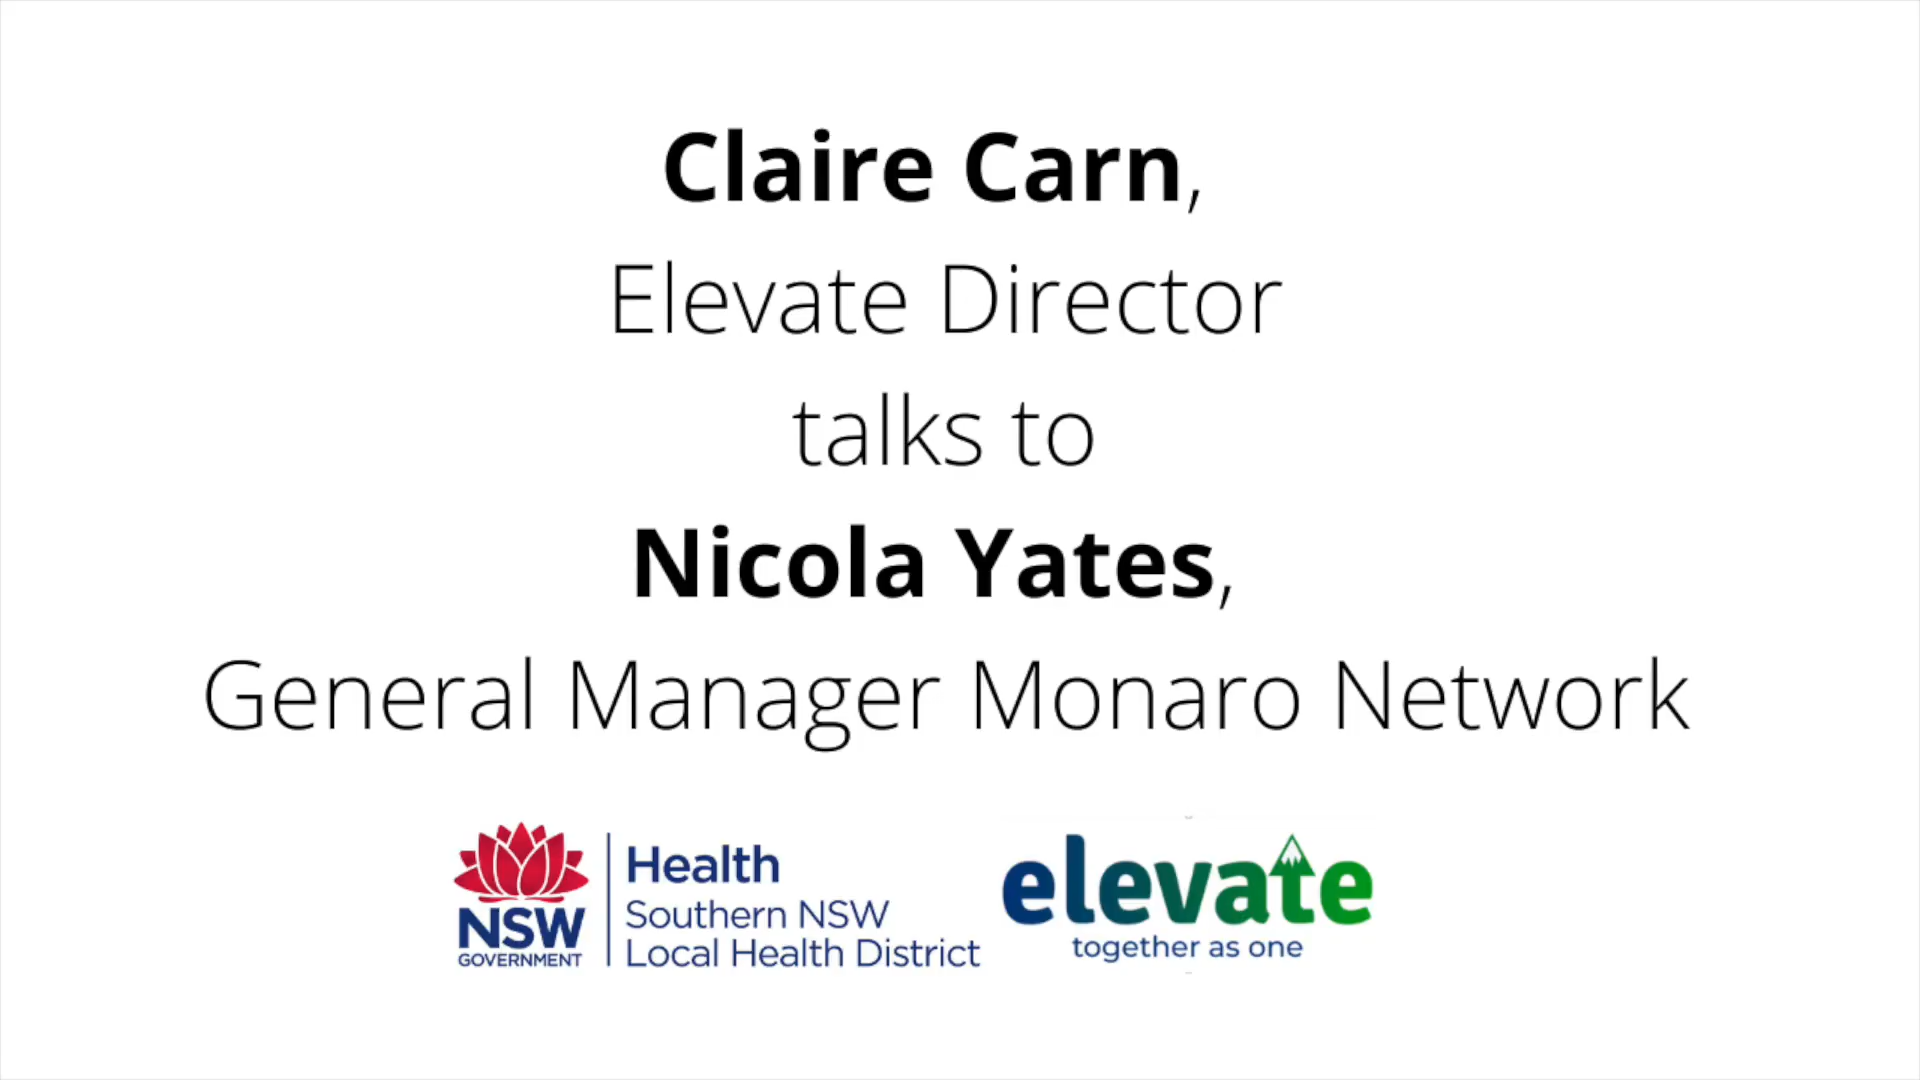 Claire Carn,
Elevate Director
talks to
Nicola Yates,
General Manager Monaro Network
NSW
GOVERNMENT
Health
Southern NSW
Local Health District
elevate
together as one